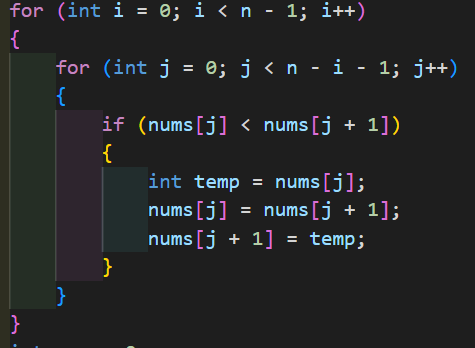 for (int i = 0; i < n - 1; i++)
{
for (int j = 0; j < n - i - 1; j++)
{
if (nums[j] < nums[j + 1])
{
int temp = nums[j];
nums[j] = nums[j + 1];
nums[j + 1] = temp;
}
}
}